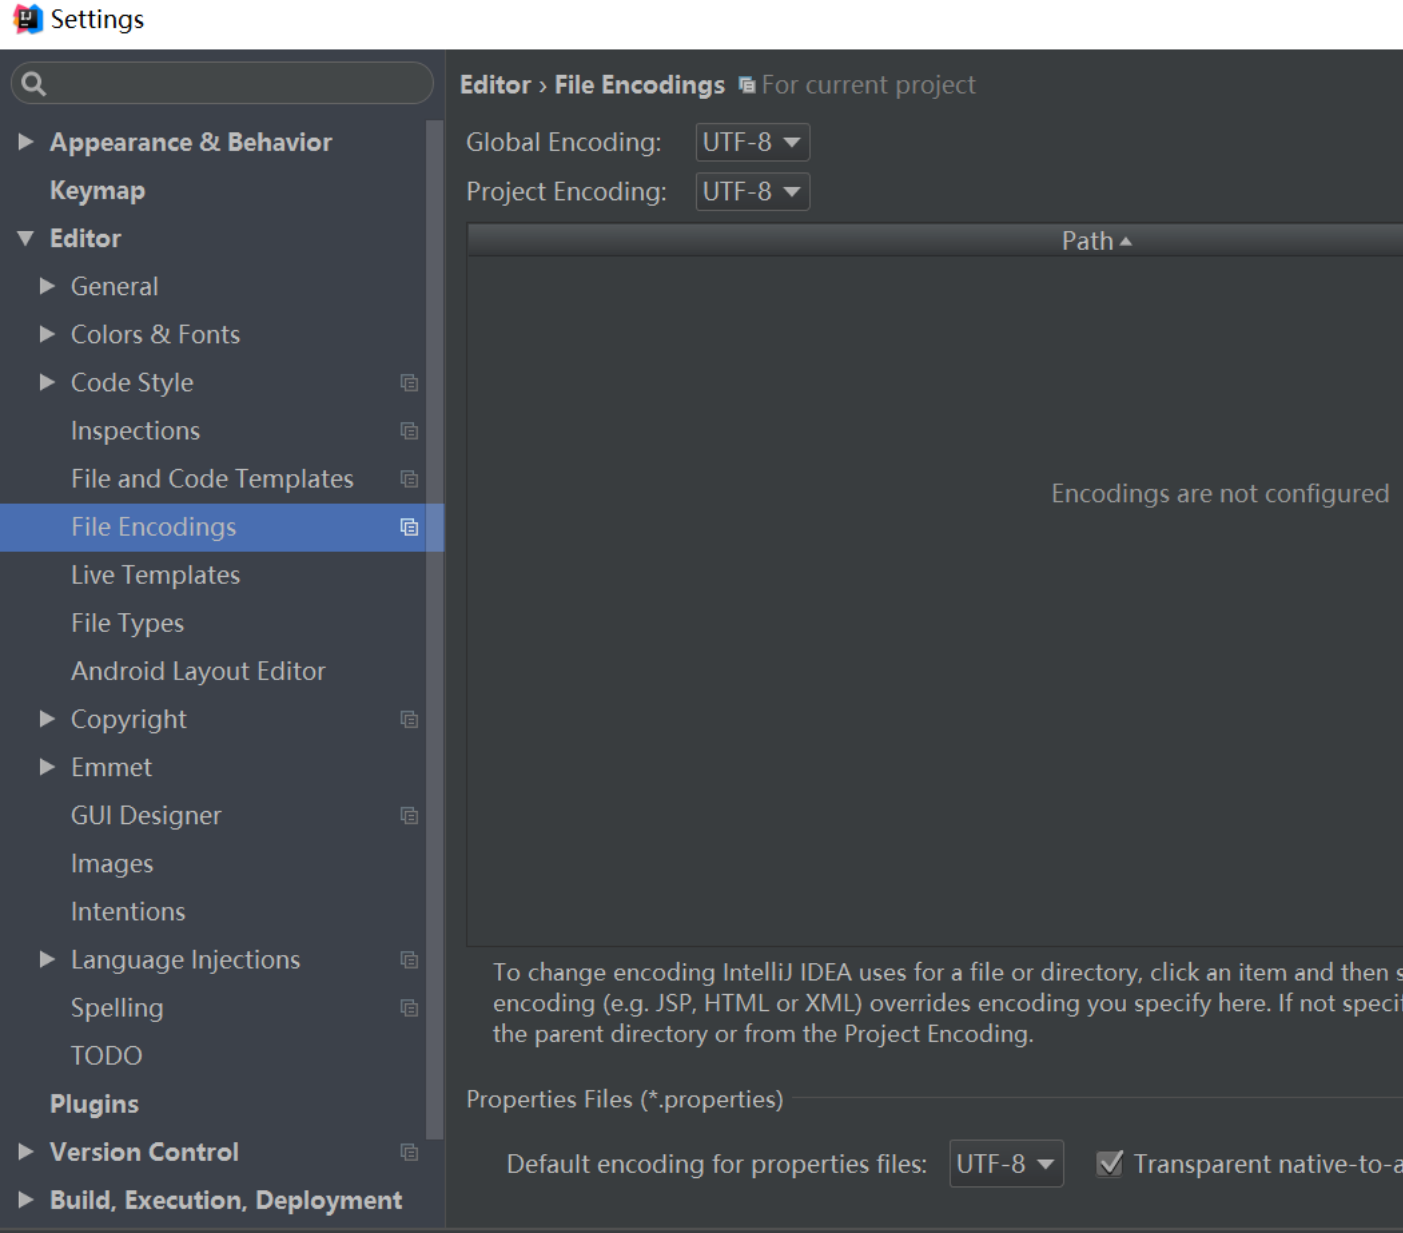 Settings
Editor › File Encodings For current project
Appearance & Behavior
Keymap
Editor
General
Colors & Fonts
Code Style
Inspections
File and Code Templates
File Encodings
Live Templates
File Types
Android Layout Editor
Copyright
Emmet
GUI Designer
Images
Intentions
Language Injections
Spelling
TODO
Plugins
Version Control
Build, Execution, Deployment
Global Encoding: UTF-8
Project Encoding: UTF-8
Path
Encodings are not configured
To change encoding IntelliJ IDEA uses for a file or directory, click an item and then s
encoding (e.g. JSP, HTML or XML) overrides encoding you specify here. If not specif
the parent directory or from the Project Encoding.
Properties Files (*.properties)
Default encoding for properties files: UTF-8 Transparent native-to-a